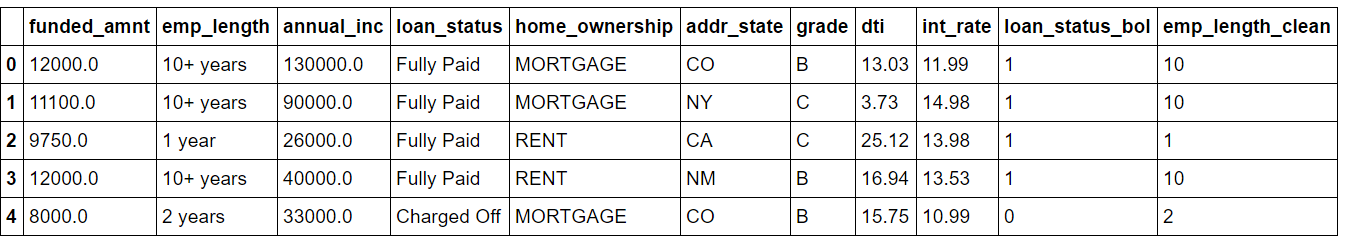 funded_amnt emp_length annual_inc loan_status home_ownership addr_state grade dti int_rate loan_status_bol emp_length_clean
0 12000.0 10+ years 130000.0 Fully Paid MORTGAGE CO B 13.03 11.99 1 10
1 11100.0 10+ years 90000.0 Fully Paid MORTGAGE NY C 3.73 14.98 1 10
2 9750.0 1 year 26000.0 Fully Paid RENT CA C 25.12 13.98 1 1
3 12000.0 10+ years 40000.0 Fully Paid RENT NM B 16.94 13.53 1 10
4 8000.0 2 years 33000.0 Charged Off MORTGAGE CO B 15.75 10.99 0 2